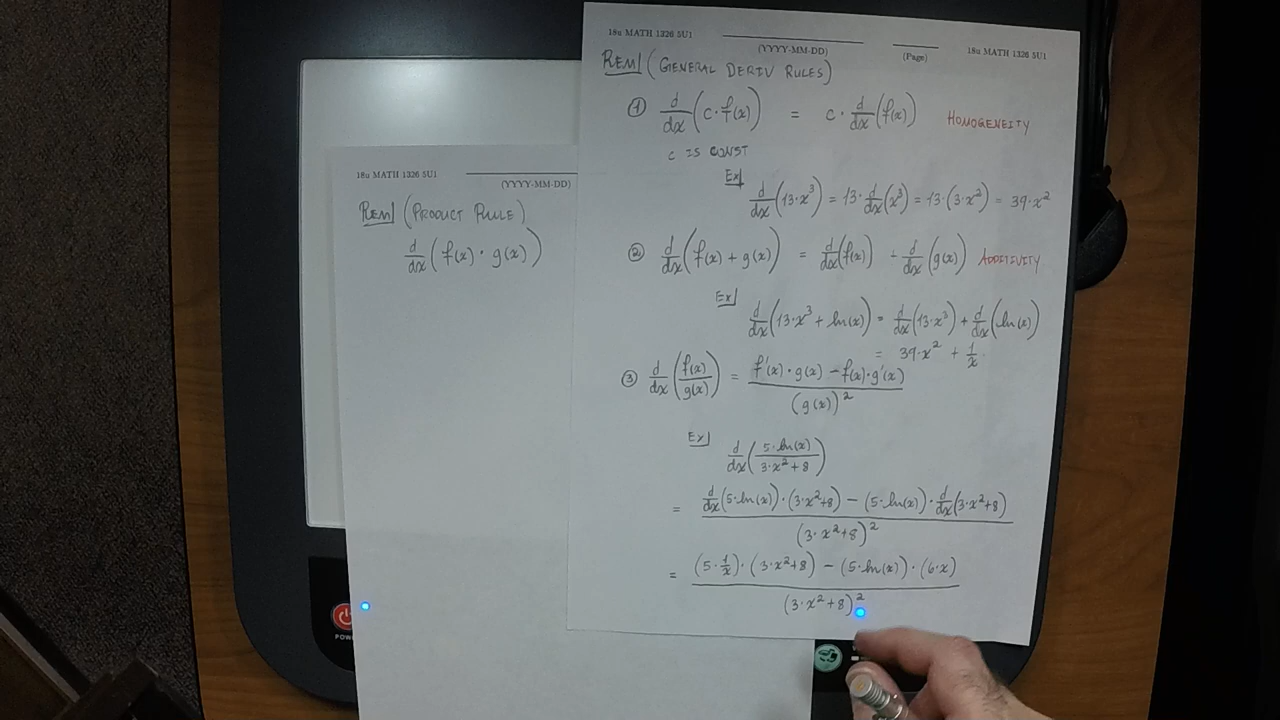 18u MATH 1326 5U1
(YYYY-MM-DD)
REM (PRODUCT RULE)
d/dx (f(x) · g(x))
18u MATH 1326 5U1
(YYYY-MM-DD)
(Page)
18u MATH 1326 5U1
REM (GENERAL DERIV RULES)
① d/dx (c · f(x)) = c · d/dx (f(x)) HOMOGENEITY
c IS CONST
Ex
d/dx (13·x³) = 13· d/dx (x³) = 13·(3·x²) = 39·x²
② d/dx (f(x) + g(x)) = d/dx (f(x)) + d/dx (g(x)) ADDITIVITY
Ex
d/dx (13·x³ + ln(x)) = d/dx (13·x³) + d/dx (ln(x))
= 39·x² + 1/x
③ d/dx (f(x)/g(x)) = (f'(x) · g(x) − f(x) · g'(x)) / (g(x))²
Ex
d/dx (5·ln(x) / 3·x²+8)
= (d/dx (5·ln(x)) · (3·x²+8) − (5·ln(x)) · d/dx (3·x²+8)) / (3·x²+8)²
= ((5·1/x) · (3·x²+8) − (5·ln(x)) · (6·x)) / (3·x²+8)²
POWER